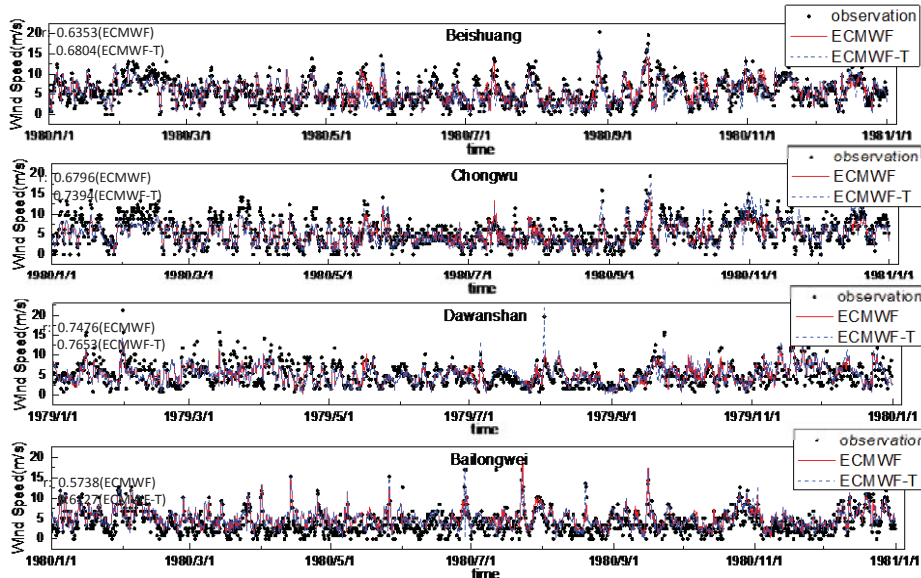 Beishuang
observation
ECMWF
ECMWF-T
r: 0.6353(ECMWF)
0.6804(ECMWF-T)
Wind Speed(m/s)
20
15
10
5
0
1980/1/1 1980/3/1 1980/5/1 1980/7/1 1980/9/1 1980/11/1 1981/1/1
time
Chongwu
observation
ECMWF
ECMWF-T
r: 0.6796(ECMWF)
0.7394(ECMWF-T)
Wind Speed(m/s)
20
15
10
5
0
1980/1/1 1980/3/1 1980/5/1 1980/7/1 1980/9/1 1980/11/1 1981/1/1
time
Dawanshan
observation
ECMWF
ECMWF-T
r: 0.7476(ECMWF)
0.7653(ECMWF-T)
Wind Speed(m/s)
20
15
10
5
0
1979/1/1 1979/3/1 1979/5/1 1979/7/1 1979/9/1 1979/11/1 1980/1/1
time
Bailongwei
observation
ECMWF
ECMWF-T
r: 0.5738(ECMWF)
0.6127(ECMWF-T)
Wind Speed(m/s)
20
15
10
5
0
1980/1/1 1980/3/1 1980/5/1 1980/7/1 1980/9/1 1980/11/1 1981/1/1
time